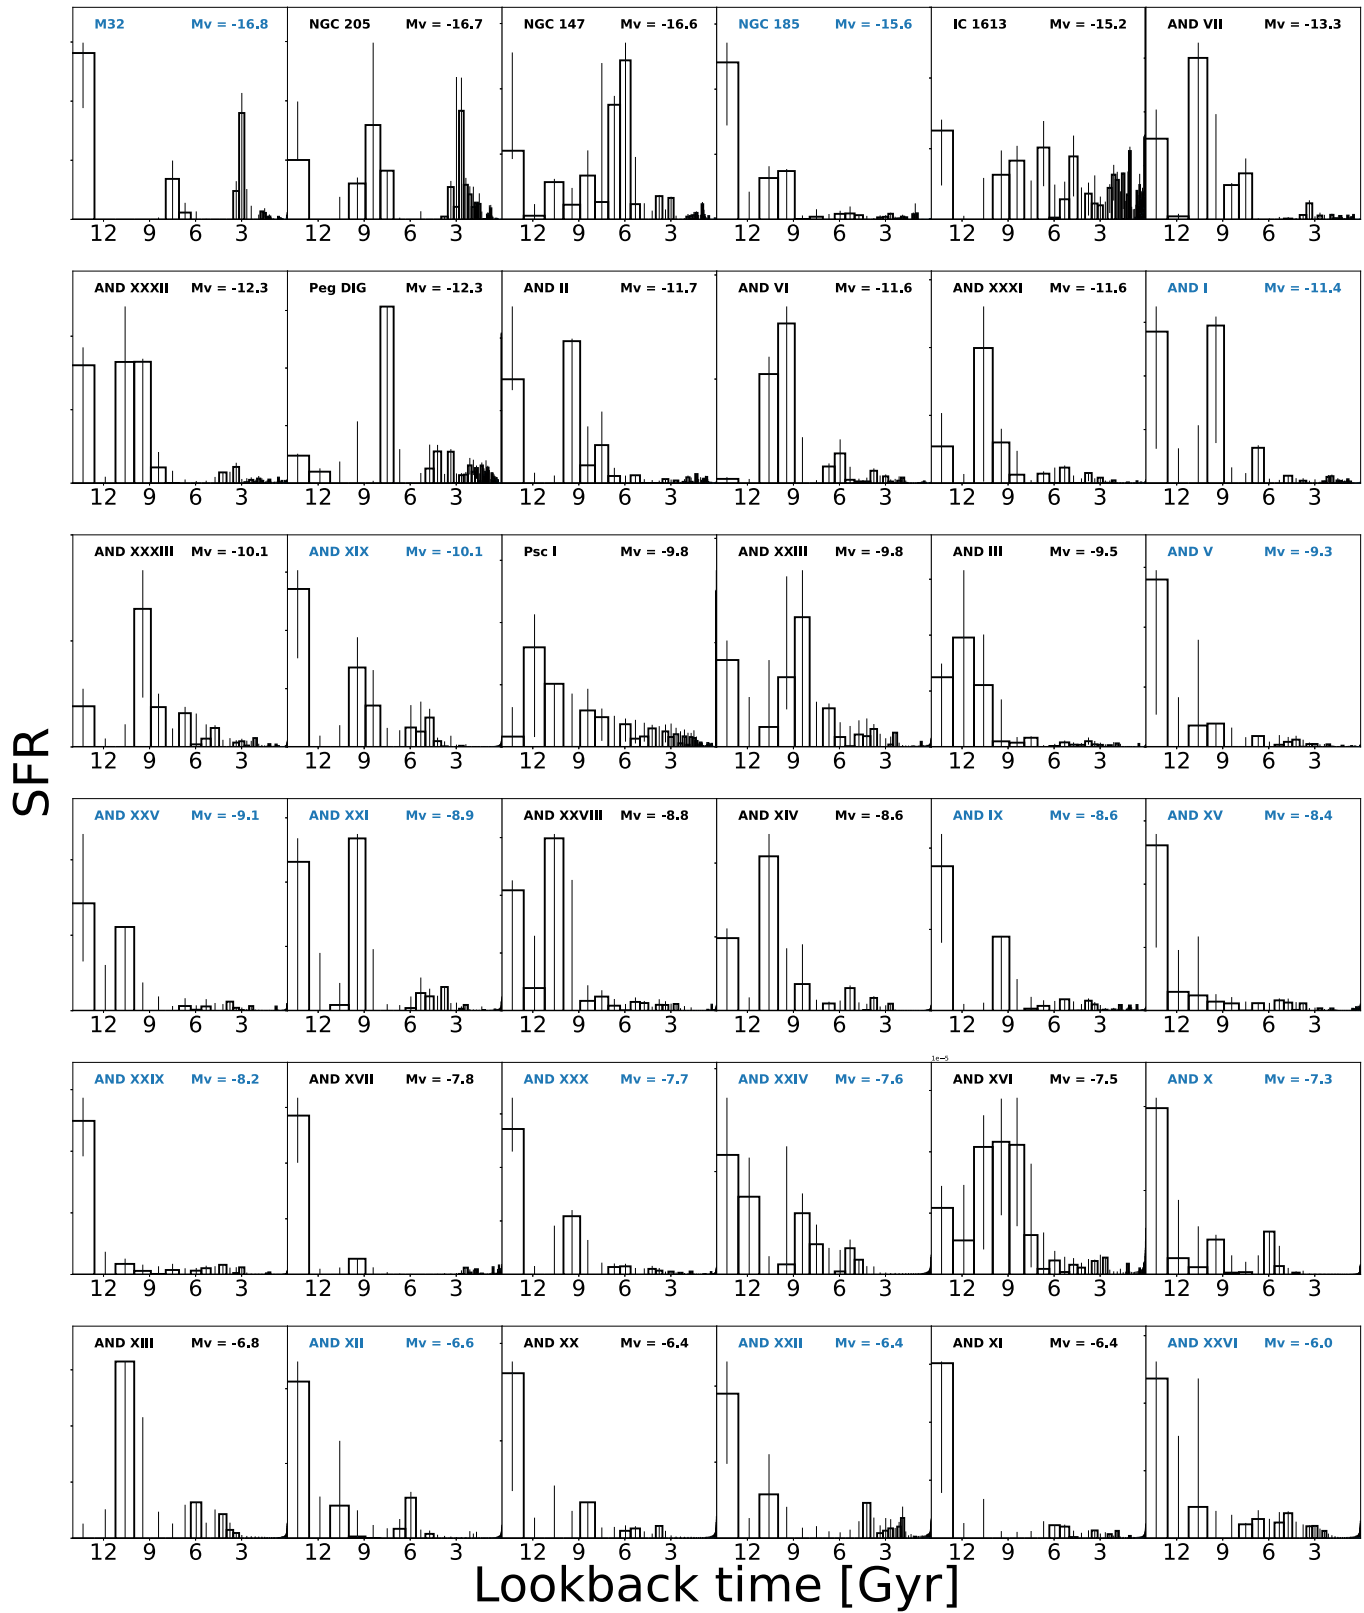 M32 Mv = -16.8 NGC 205 Mv = -16.7 NGC 147 Mv = -16.6 NGC 185 Mv = -15.6 IC 1613 Mv = -15.2 AND VII Mv = -13.3
12 9 6 3 12 9 6 3 12 9 6 3 12 9 6 3 12 9 6 3 12 9 6 3
AND XXXII Mv = -12.3 Peg DIG Mv = -12.3 AND II Mv = -11.7 AND VI Mv = -11.6 AND XXXI Mv = -11.6 AND I Mv = -11.4
12 9 6 3 12 9 6 3 12 9 6 3 12 9 6 3 12 9 6 3 12 9 6 3
AND XXXIII Mv = -10.1 AND XIX Mv = -10.1 Psc I Mv = -9.8 AND XXIII Mv = -9.8 AND III Mv = -9.5 AND V Mv = -9.3
12 9 6 3 12 9 6 3 12 9 6 3 12 9 6 3 12 9 6 3 12 9 6 3
SFR
AND XXV Mv = -9.1 AND XXI Mv = -8.9 AND XXVIII Mv = -8.8 AND XIV Mv = -8.6 AND IX Mv = -8.6 AND XV Mv = -8.4
12 9 6 3 12 9 6 3 12 9 6 3 12 9 6 3 12 9 6 3 12 9 6 3
1e-5
AND XXIX Mv = -8.2 AND XVII Mv = -7.8 AND XXX Mv = -7.7 AND XXIV Mv = -7.6 AND XVI Mv = -7.5 AND X Mv = -7.3
12 9 6 3 12 9 6 3 12 9 6 3 12 9 6 3 12 9 6 3 12 9 6 3
AND XIII Mv = -6.8 AND XII Mv = -6.6 AND XX Mv = -6.4 AND XXII Mv = -6.4 AND XI Mv = -6.4 AND XXVI Mv = -6.0
12 9 6 3 12 9 6 3 12 9 6 3 12 9 6 3 12 9 6 3 12 9 6 3
Lookback time [Gyr]